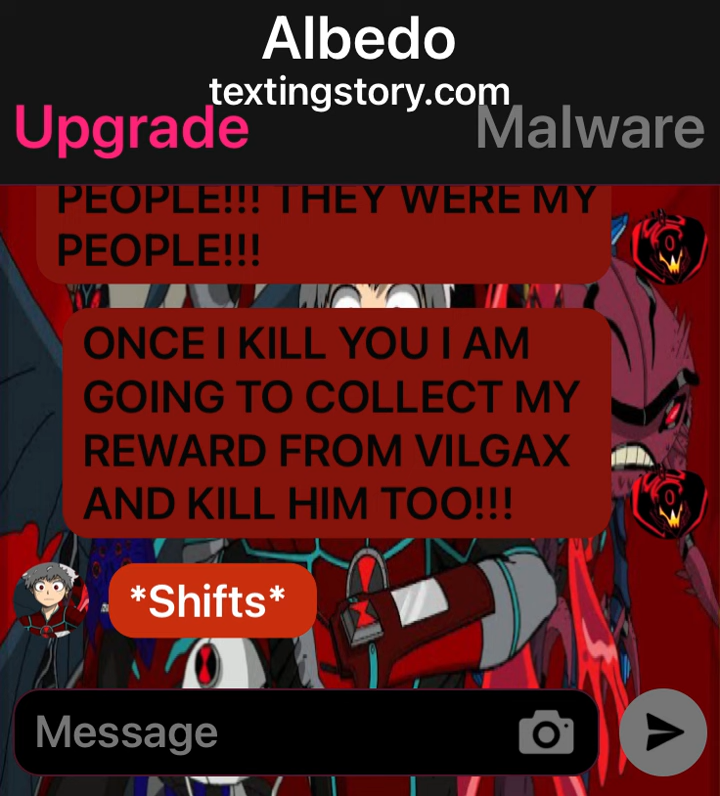 Albedo
textingstory.com
Upgrade
Malware
PEOPLE!!! THEY WERE MY
PEOPLE!!!
ONCE I KILL YOU I AM
GOING TO COLLECT MY
REWARD FROM VILGAX
AND KILL HIM TOO!!!
*Shifts*
Message